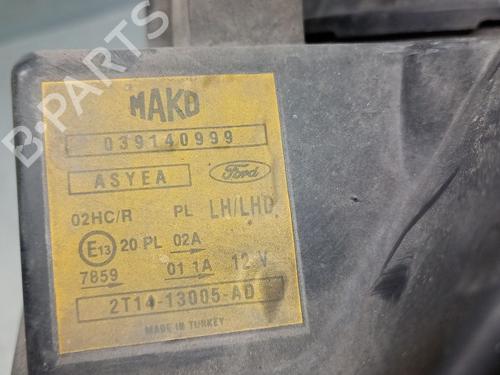 MAKO
039140999
ASYEA Ford
02HC/R PL LH/LHD
E13 20 PL 02A
7859 01 1A 12 V
2T14-13005-AD
MADE IN TURKEY
B-PARTS